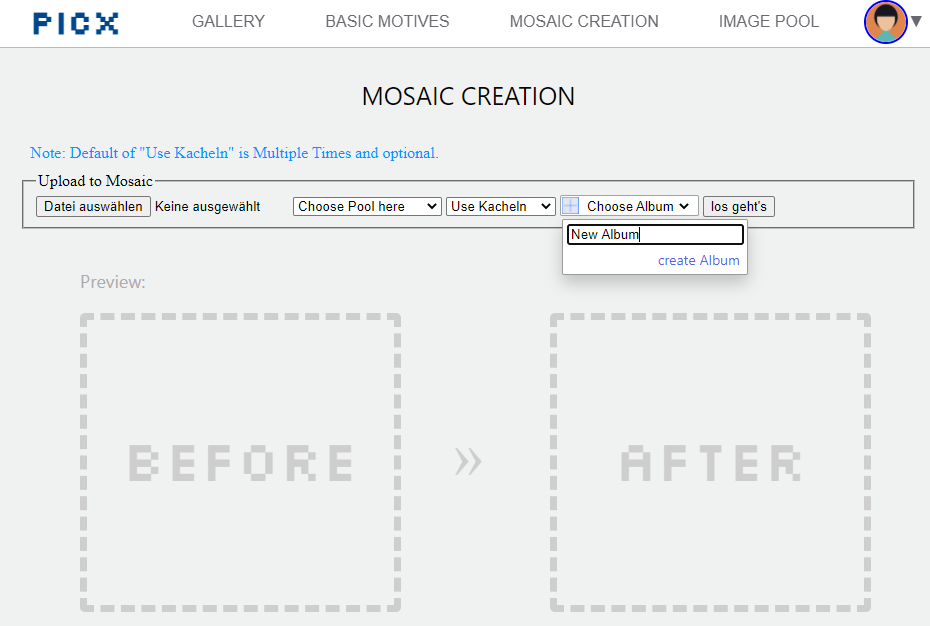 PICX GALLERY BASIC MOTIVES MOSAIC CREATION IMAGE POOL ▼
MOSAIC CREATION
Note: Default of "Use Kacheln" is Multiple Times and optional.
Upload to Mosaic
Datei auswählen Keine ausgewählt Choose Pool here Use Kacheln Choose Album los geht's
New Album
create Album
Preview:
BEFORE » AFTER